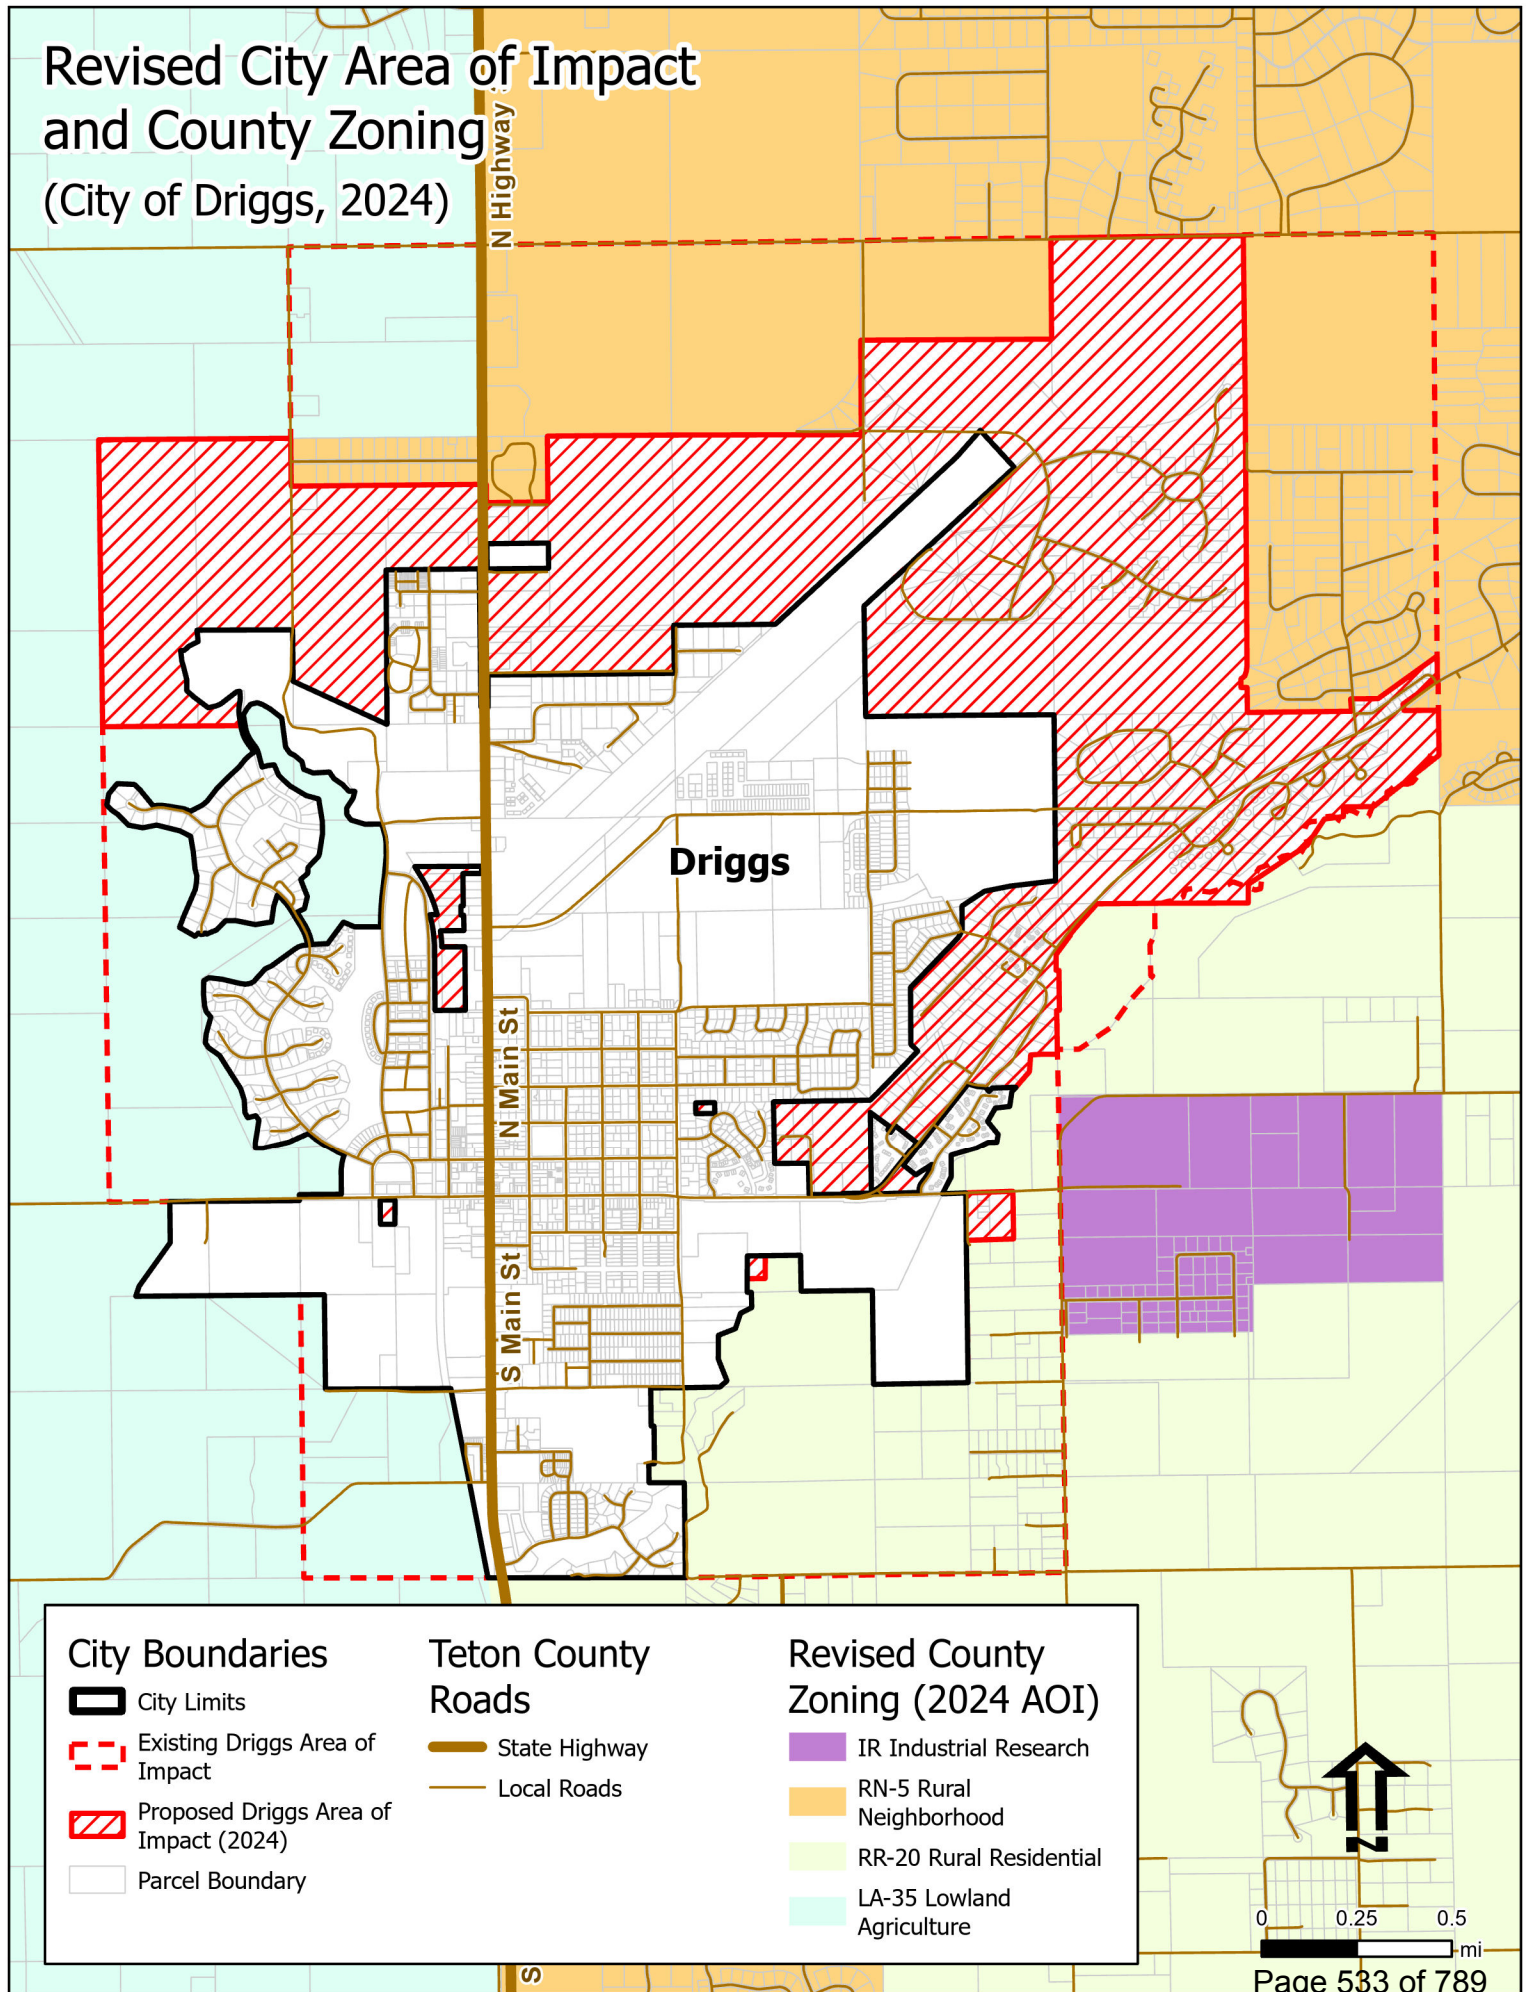 Revised City Area of Impact
and County Zoning
(City of Driggs, 2024)
N Highway
Driggs
N Main St
S Main St
City Boundaries
City Limits
Existing Driggs Area of
Impact
Proposed Driggs Area of
Impact (2024)
Parcel Boundary
Teton County
Roads
State Highway
Local Roads
Revised County
Zoning (2024 AOI)
IR Industrial Research
RN-5 Rural
Neighborhood
RR-20 Rural Residential
LA-35 Lowland
Agriculture
N
0 0.25 0.5
mi
S
Page 533 of 789